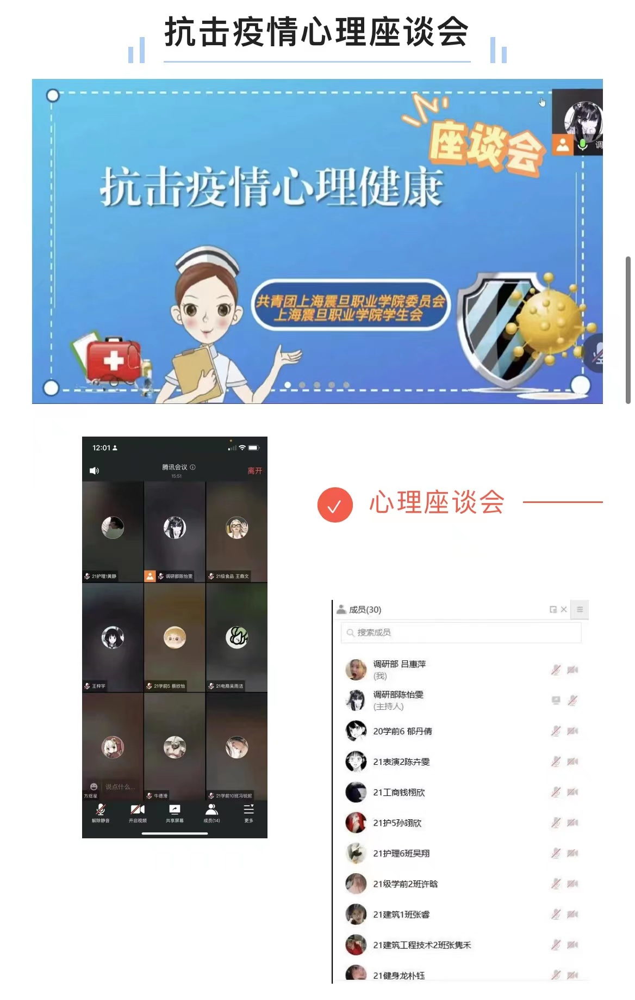 抗击疫情心理座谈会
座谈会
调
抗击疫情心理健康
共青团上海震旦职业学院委员会
上海震旦职业学院学生会
12:01
腾讯会议
离开
15:51
21护理1黄静
调研部陈怡雯
21级食品 王鼎文
王梓宇
21学前5 蔡欣怡
21电商吴雨洁
说点什么...
方煜星
牛德滑
21学前10班冯锐妮
解除静音
开启视频
共享屏幕
成员(14)
更多
心理座谈会
成员(30)
搜索成员
调研部 吕惠萍
(我)
调研部陈怡雯
(主持人)
20学前6 郁丹倩
21表演2陈卉雯
21工商钱栩欣
21护5孙翊欣
21护理6班吴翔
21级学前2班许晗
21建筑1班张睿
21建筑工程技术2班张隽禾
21健身龙朴钰